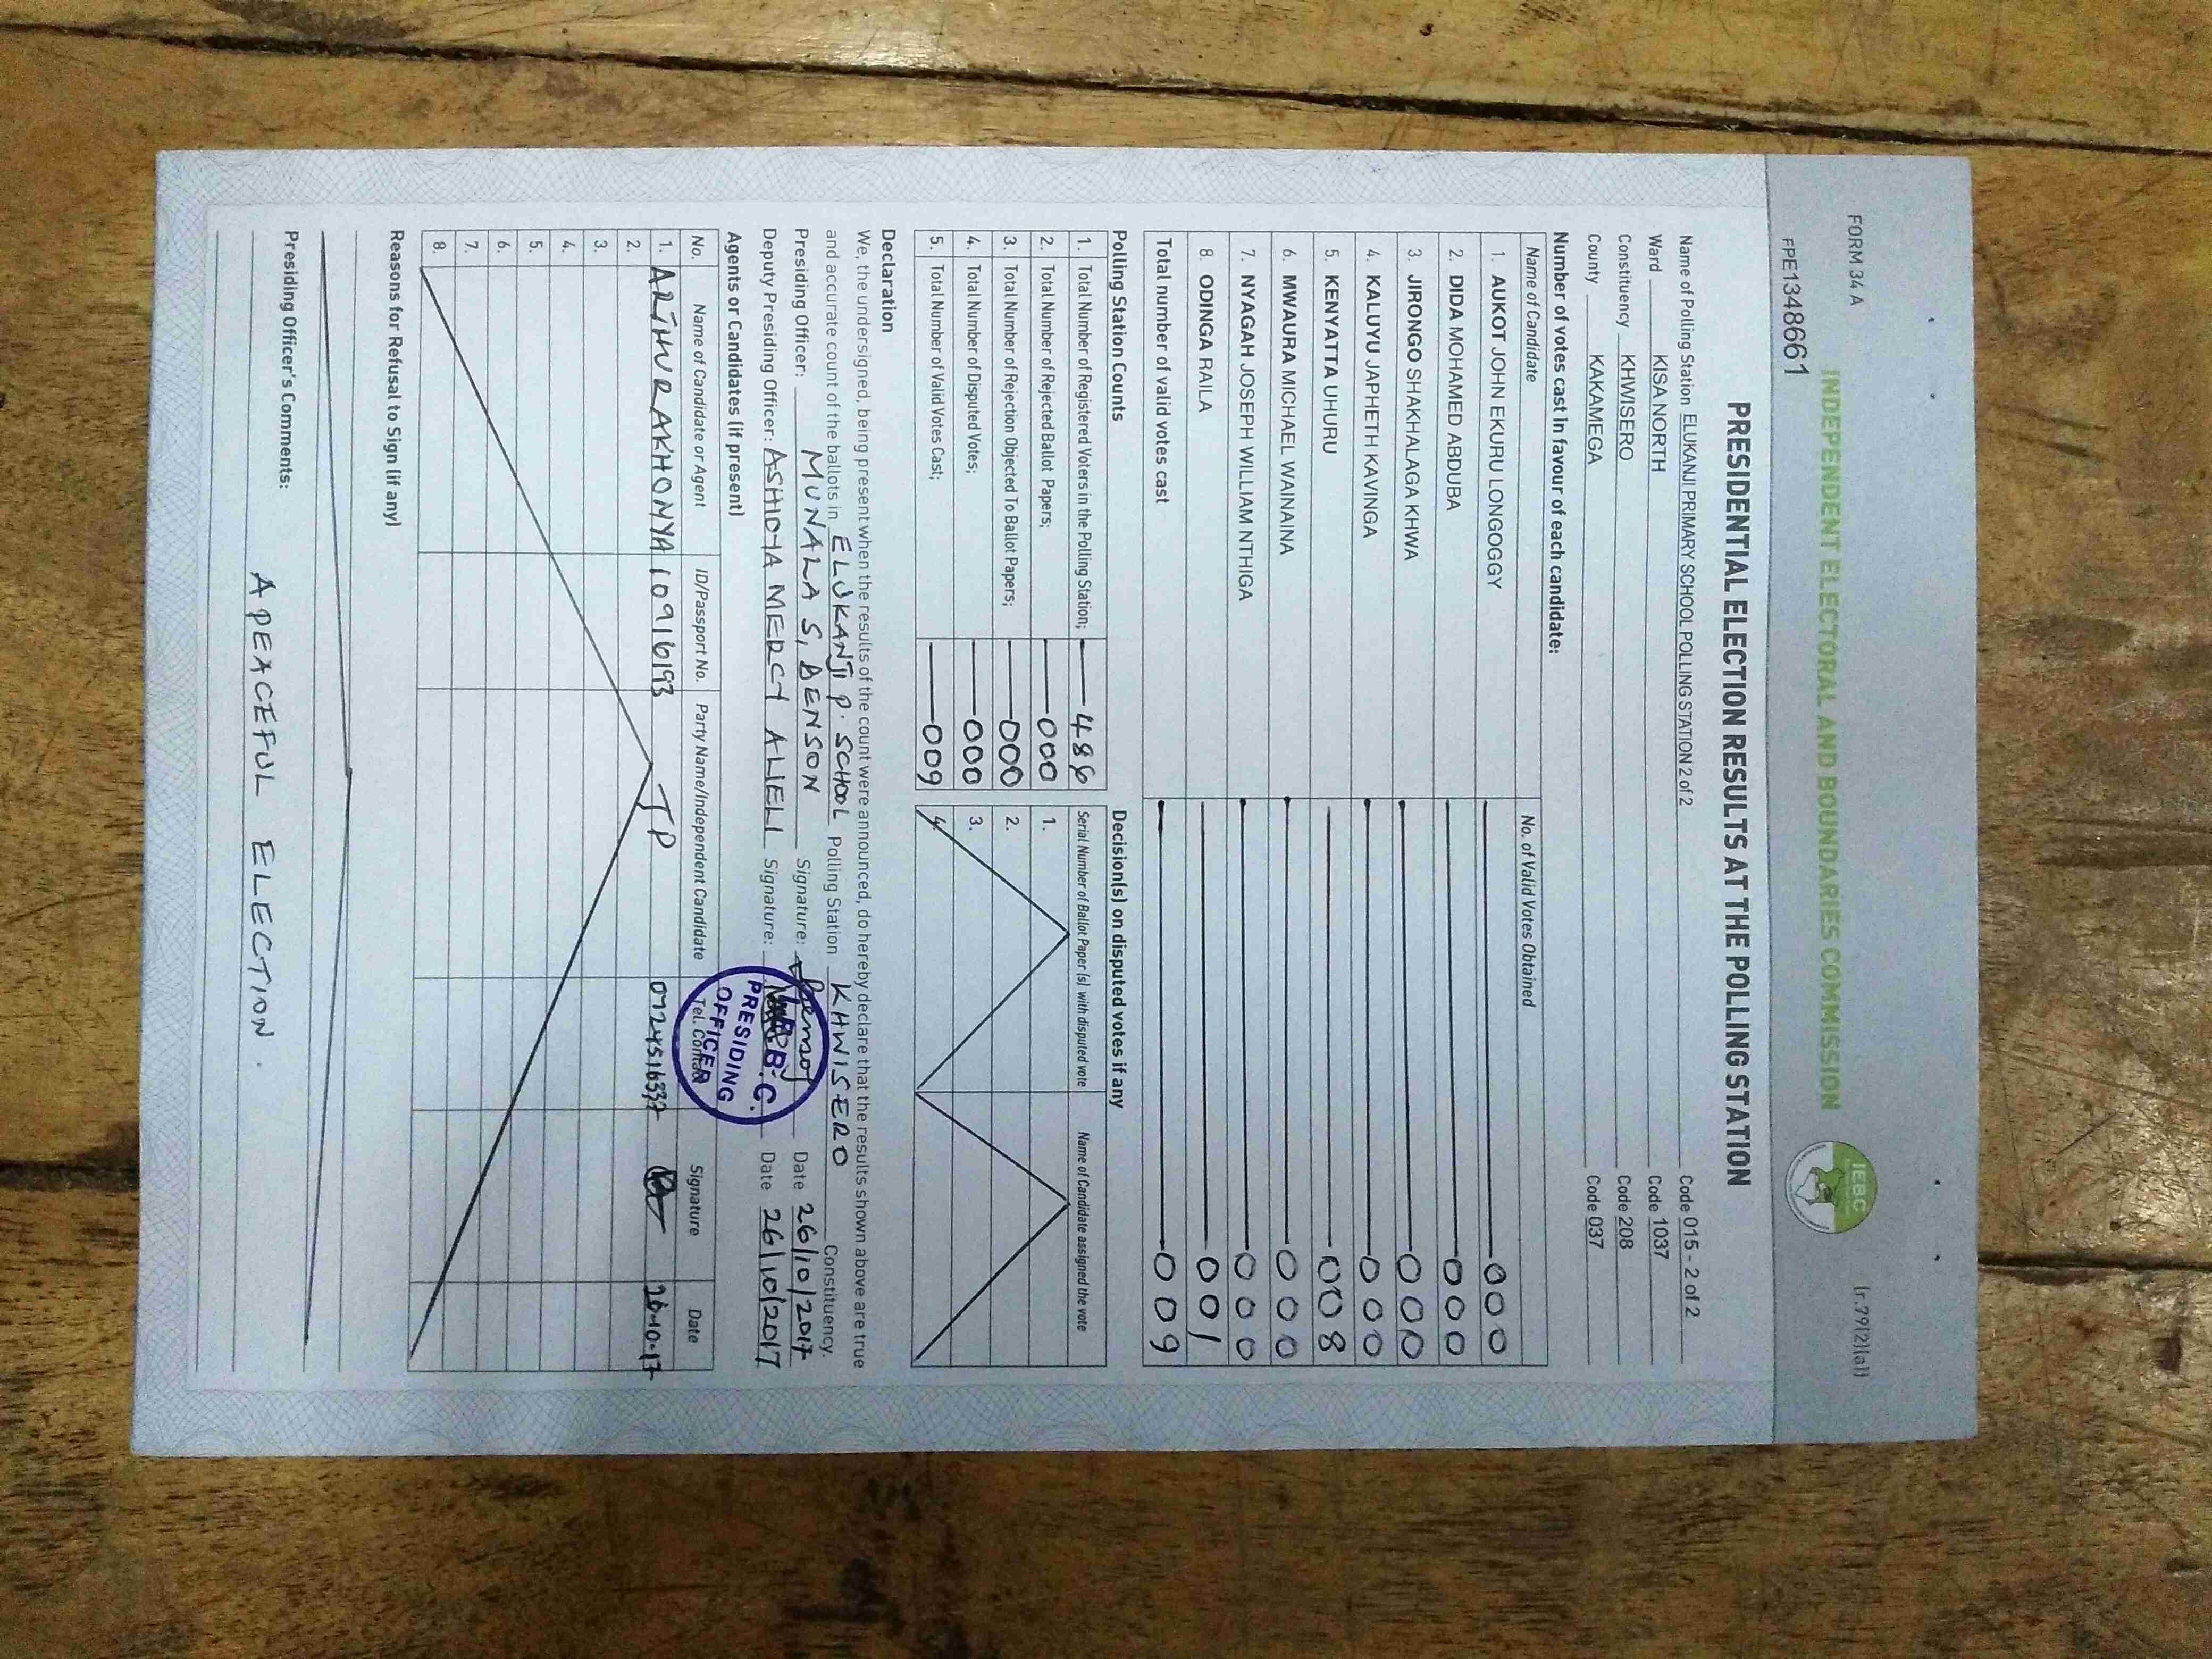 FORM 34 A
(r.79(2)(a))
INDEPENDENT ELECTORAL AND BOUNDARIES COMMISSION
IEBC
FPE1348661
PRESIDENTIAL ELECTION RESULTS AT THE POLLING STATION
Name of Polling Station ELUKANJI PRIMARY SCHOOL POLLING STATION 2 of 2 Code 015 - 2 of 2
Ward KISA NORTH Code 1037
Constituency KHWISERO Code 208
County KAKAMEGA Code 037
Number of votes cast in favour of each candidate:
Name of Candidate No. of Valid Votes Obtained
1. AUKOT JOHN EKURU LONGOGGY 000
2. DIDA MOHAMED ABDUBA 000
3. JIRONGO SHAKHALAGA KHWA 000
4. KALUYU JAPHETH KAVINGA 000
5. KENYATTA UHURU 008
6. MWAURA MICHAEL WAINAINA 000
7. NYAGAH JOSEPH WILLIAM NTHIGA 000
8. ODINGA RAILA 001
Total number of valid votes cast 009
Polling Station Counts Decision(s) on disputed votes if any
1. Total Number of Registered Voters in the Polling Station; 486 Serial Number of Ballot Paper (s) with disputed vote Name of Candidate assigned the vote
2. Total Number of Rejected Ballot Papers; 000 1.
3. Total Number of Rejection Objected To Ballot Papers; 000 2.
4. Total Number of Disputed Votes; 000 3.
5. Total Number of Valid Votes Cast; 009 4.
Declaration
We, the undersigned, being present when the results of the count were announced, do hereby declare that the results shown above are true
and accurate count of the ballots in ELUKANJI P. SCHOOL Polling Station KHWISERO Constituency.
Presiding Officer: MUNALA S, BENSON Signature: Benson Date 26/10/2017
Deputy Presiding Officer: ASHOYA MERCY ALIELI Signature: Date 26/10/2017
B. C.
PRESIDING
OFFICER
Agents or Candidates (if present)
No. Name of Candidate or Agent ID/Passport No. Party Name/Independent Candidate Tel. Contact Signature Date
1. ARTHUR AKHONYA 10916193 JP 0724516337 26-10-17
2.
3.
4.
5.
6.
7.
8.
Reasons for Refusal to Sign (if any)
Presiding Officer's Comments:
A PEACEFUL ELECTION.